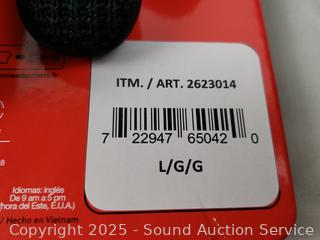 ITM. / ART. 2623014
7 22947 65042 0
L/G/G
Idiomas: inglés
De 9 am a 5 pm
hora del Este, E.U.A.)
/ Hecho en Vietnam
Copyright 2025 - Sound Auction Service